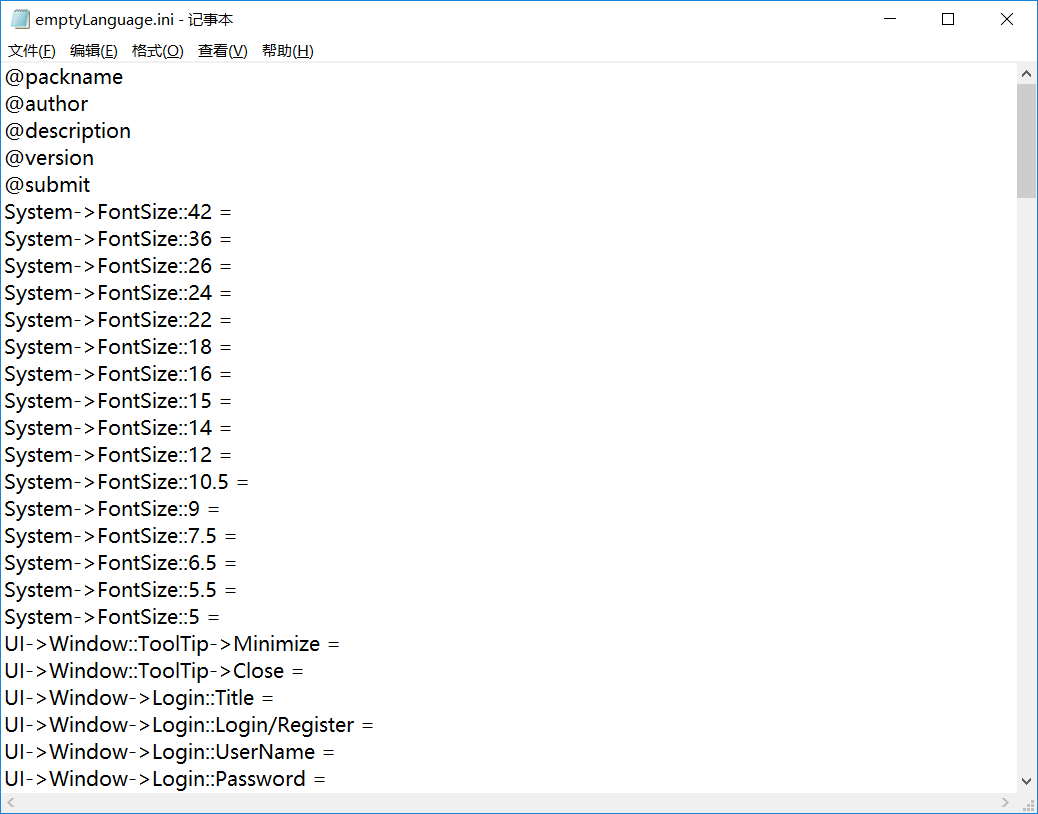 emptyLanguage.ini - 记事本
文件(F) 编辑(E) 格式(O) 查看(V) 帮助(H)
@packname
@author
@description
@version
@submit
System->FontSize::42 =
System->FontSize::36 =
System->FontSize::26 =
System->FontSize::24 =
System->FontSize::22 =
System->FontSize::18 =
System->FontSize::16 =
System->FontSize::15 =
System->FontSize::14 =
System->FontSize::12 =
System->FontSize::10.5 =
System->FontSize::9 =
System->FontSize::7.5 =
System->FontSize::6.5 =
System->FontSize::5.5 =
System->FontSize::5 =
UI->Window::ToolTip->Minimize =
UI->Window::ToolTip->Close =
UI->Window->Login::Title =
UI->Window->Login::Login/Register =
UI->Window->Login::UserName =
UI->Window->Login::Password =